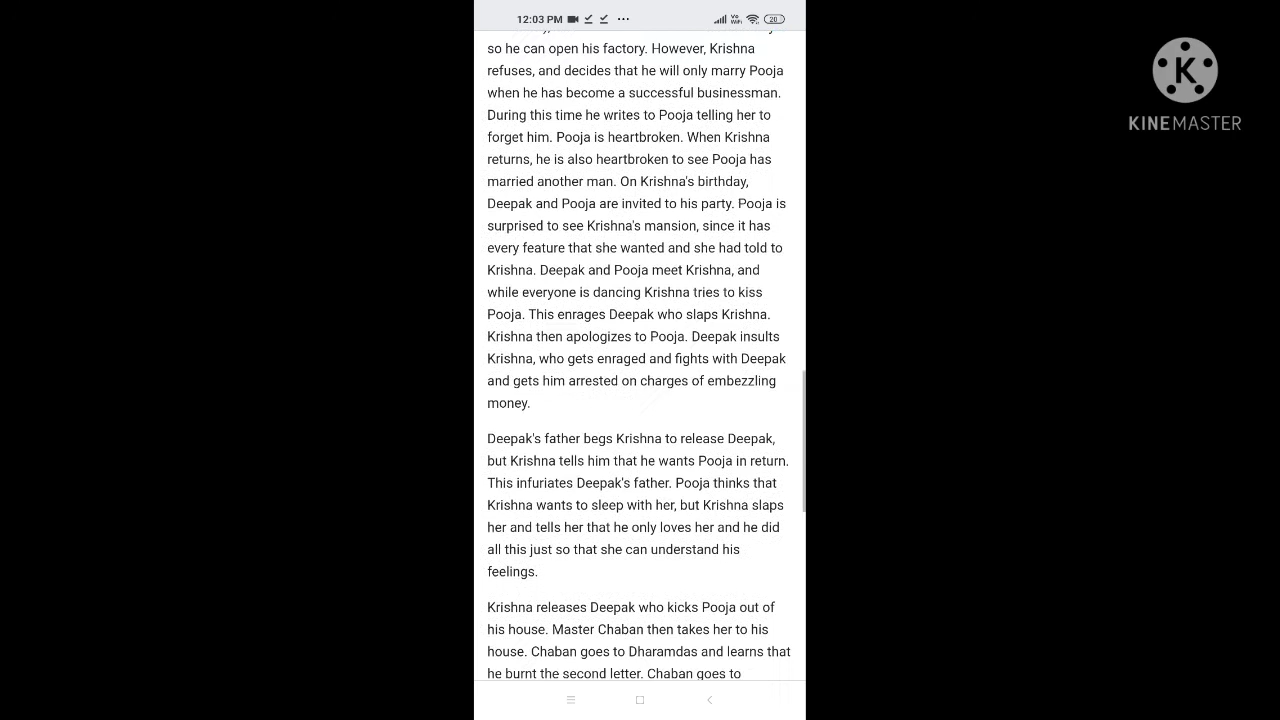 12:03 PM
Vo
WiFi
20
so he can open his factory. However, Krishna
refuses, and decides that he will only marry Pooja
when he has become a successful businessman.
During this time he writes to Pooja telling her to
forget him. Pooja is heartbroken. When Krishna
returns, he is also heartbroken to see Pooja has
married another man. On Krishna's birthday,
Deepak and Pooja are invited to his party. Pooja is
surprised to see Krishna's mansion, since it has
every feature that she wanted and she had told to
Krishna. Deepak and Pooja meet Krishna, and
while everyone is dancing Krishna tries to kiss
Pooja. This enrages Deepak who slaps Krishna.
Krishna then apologizes to Pooja. Deepak insults
Krishna, who gets enraged and fights with Deepak
and gets him arrested on charges of embezzling
money.
Deepak's father begs Krishna to release Deepak,
but Krishna tells him that he wants Pooja in return.
This infuriates Deepak's father. Pooja thinks that
Krishna wants to sleep with her, but Krishna slaps
her and tells her that he only loves her and he did
all this just so that she can understand his
feelings.
Krishna releases Deepak who kicks Pooja out of
his house. Master Chaban then takes her to his
house. Chaban goes to Dharamdas and learns that
he burnt the second letter. Chaban goes to
K
KINEMASTER